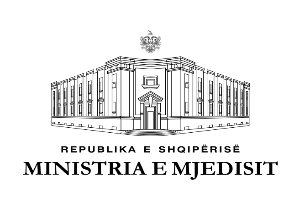 REPUBLIKA E SHQIPËRISË
MINISTRIA E MJEDISIT